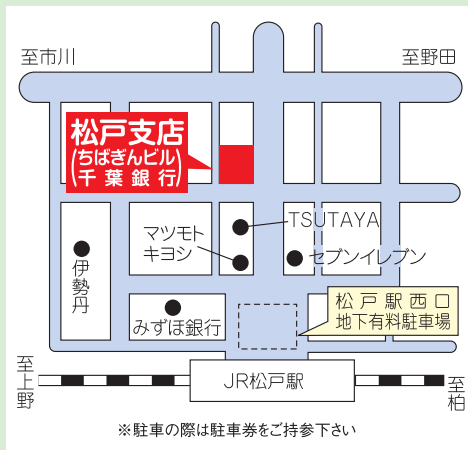 至市川
至野田
松戸支店
(ちばぎんビル)
千葉銀行
TSUTAYA
マツモト
キヨシ
セブンイレブン
伊勢丹
松戸駅西口
地下有料駐車場
みずほ銀行
至上野
JR松戸駅
至柏
※駐車の際は駐車券をご持参下さい